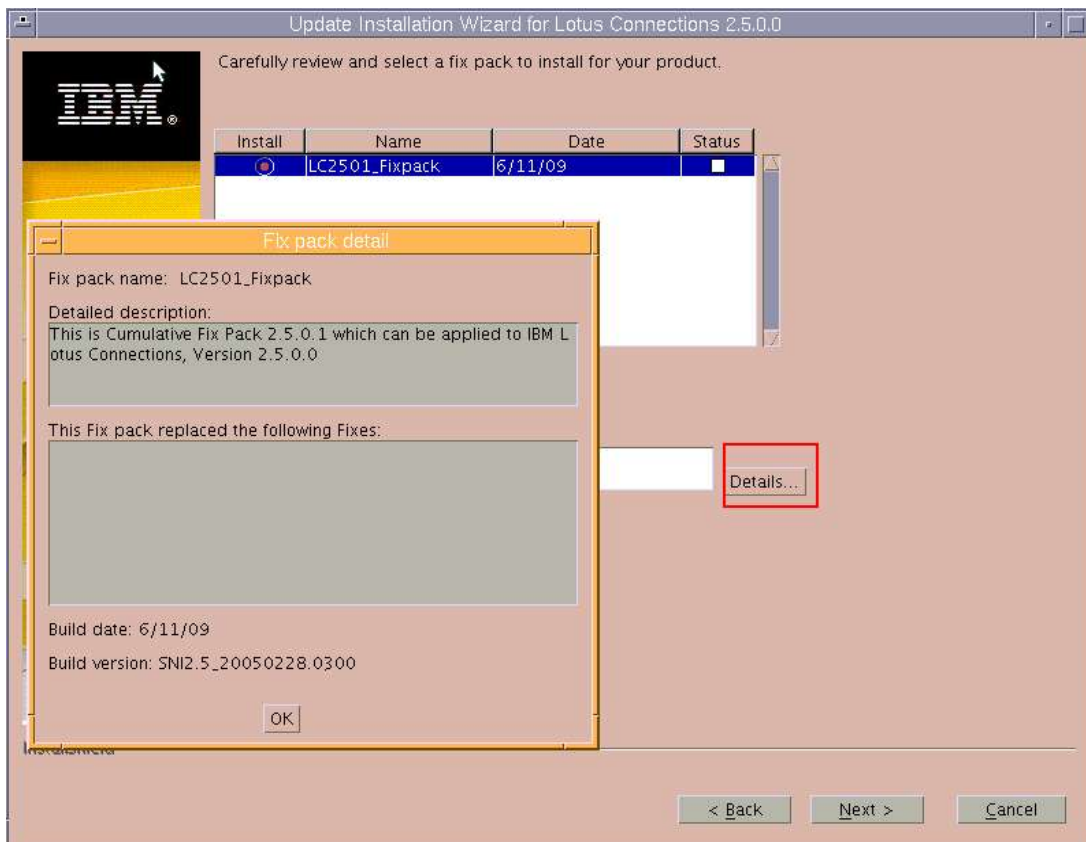 Update Installation Wizard for Lotus Connections 2.5.0.0
IBM®
Carefully review and select a fix pack to install for your product.
Install Name Date Status
LC2501_Fixpack 6/11/09
Fix pack detail
Fix pack name: LC2501_Fixpack
Detailed description:
This is Cumulative Fix Pack 2.5.0.1 which can be applied to IBM L
otus Connections, Version 2.5.0.0
This Fix pack replaced the following Fixes:
Details...
Build date: 6/11/09
Build version: SNI2.5_20050228.0300
OK
InstallShield
< Back Next > Cancel